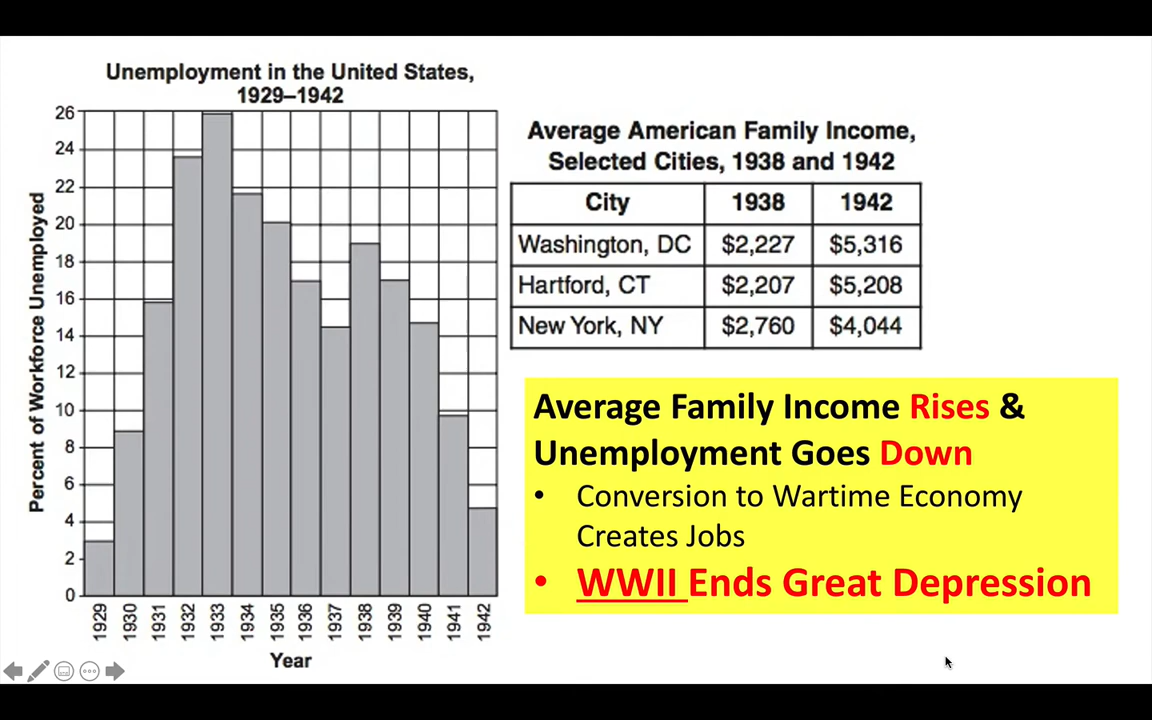 Unemployment in the United States,
1929–1942
Percent of Workforce Unemployed
26
24
22
20
18
16
14
12
10
8
6
4
2
0
1929
1930
1931
1932
1933
1934
1935
1936
1937
1938
1939
1940
1941
1942
Year
Average American Family Income,
Selected Cities, 1938 and 1942
City 1938 1942
Washington, DC $2,227 $5,316
Hartford, CT $2,207 $5,208
New York, NY $2,760 $4,044
Average Family Income Rises &
Unemployment Goes Down
• Conversion to Wartime Economy
Creates Jobs
• WWII Ends Great Depression